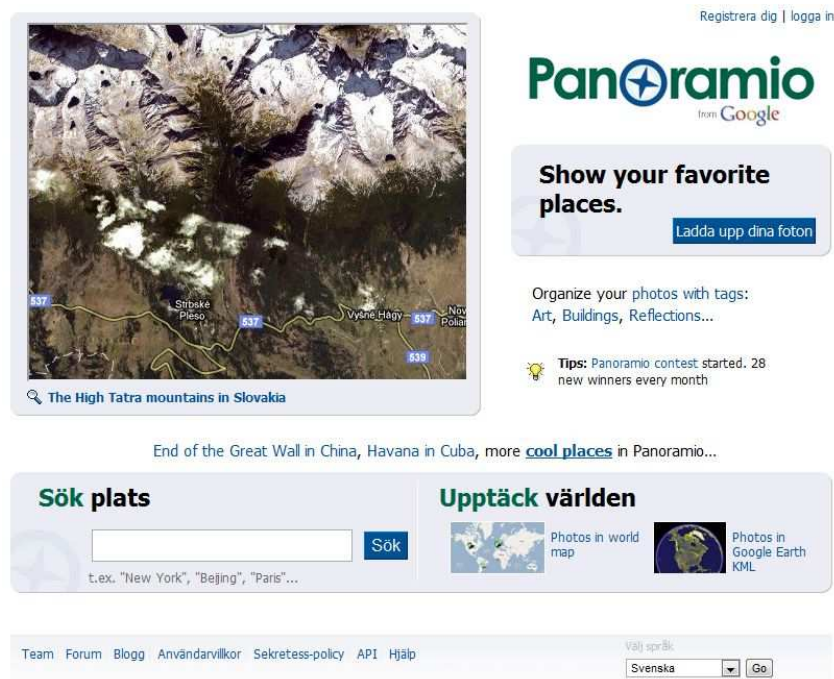 Registrera dig | logga in
Panoramio
from Google
Show your favorite
places.
Ladda upp dina foton
537
Strbské
Pleso
537
Vyšné Hágy
537
Nov
Polian
539
Organize your photos with tags:
Art, Buildings, Reflections...
Tips: Panoramio contest started. 28
new winners every month
The High Tatra mountains in Slovakia
End of the Great Wall in China, Havana in Cuba, more cool places in Panoramio...
Sök plats
Sök
t.ex. "New York", "Beijing", "Paris"...
Upptäck världen
Photos in world
map
Photos in
Google Earth
KML
Team Forum Blogg Användarvillkor Sekretess-policy API Hjälp
Välj språk
Svenska
Go